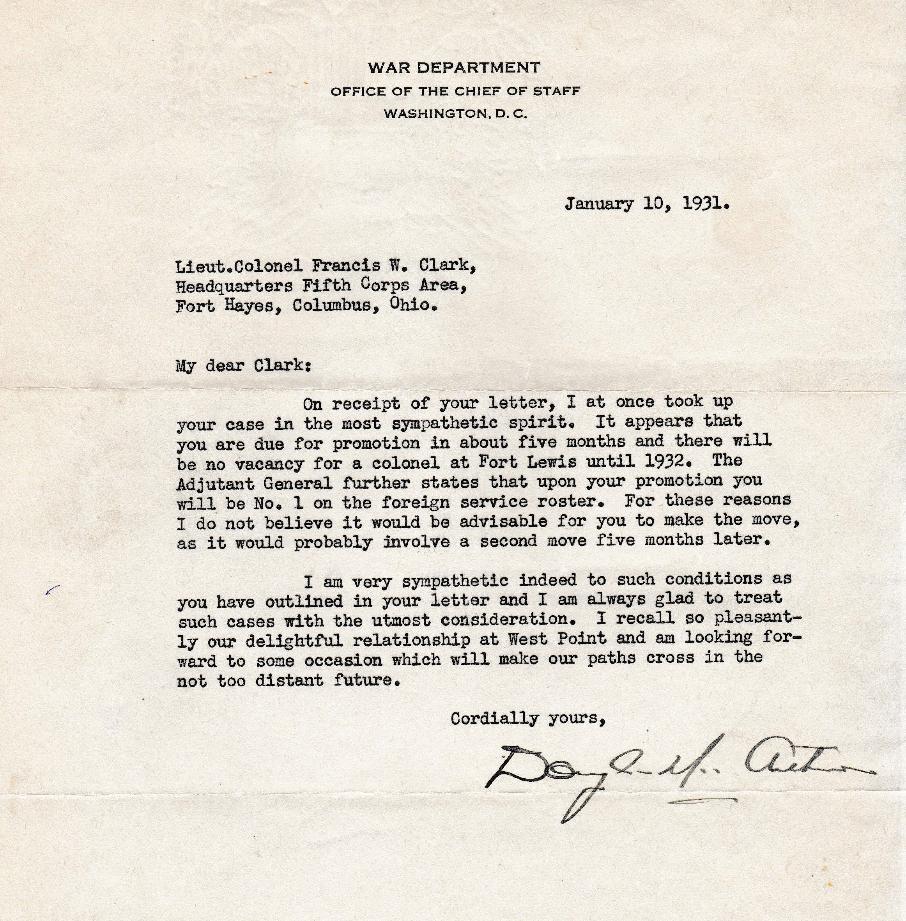 WAR DEPARTMENT
OFFICE OF THE CHIEF OF STAFF
WASHINGTON, D. C.
January 10, 1931.
Lieut.Colonel Francis W. Clark,
Headquarters Fifth Corps Area,
Fort Hayes, Columbus, Ohio.
My dear Clark:
On receipt of your letter, I at once took up
your case in the most sympathetic spirit. It appears that
you are due for promotion in about five months and there will
be no vacancy for a colonel at Fort Lewis until 1932. The
Adjutant General further states that upon your promotion you
will be No. 1 on the foreign service roster. For these reasons
I do not believe it would be advisable for you to make the move,
as it would probably involve a second move five months later.
I am very sympathetic indeed to such conditions as
you have outlined in your letter and I am always glad to treat
such cases with the utmost consideration. I recall so pleasant-
ly our delightful relationship at West Point and am looking for-
ward to some occasion which will make our paths cross in the
not too distant future.
Cordially yours,
Douglas MacArthur